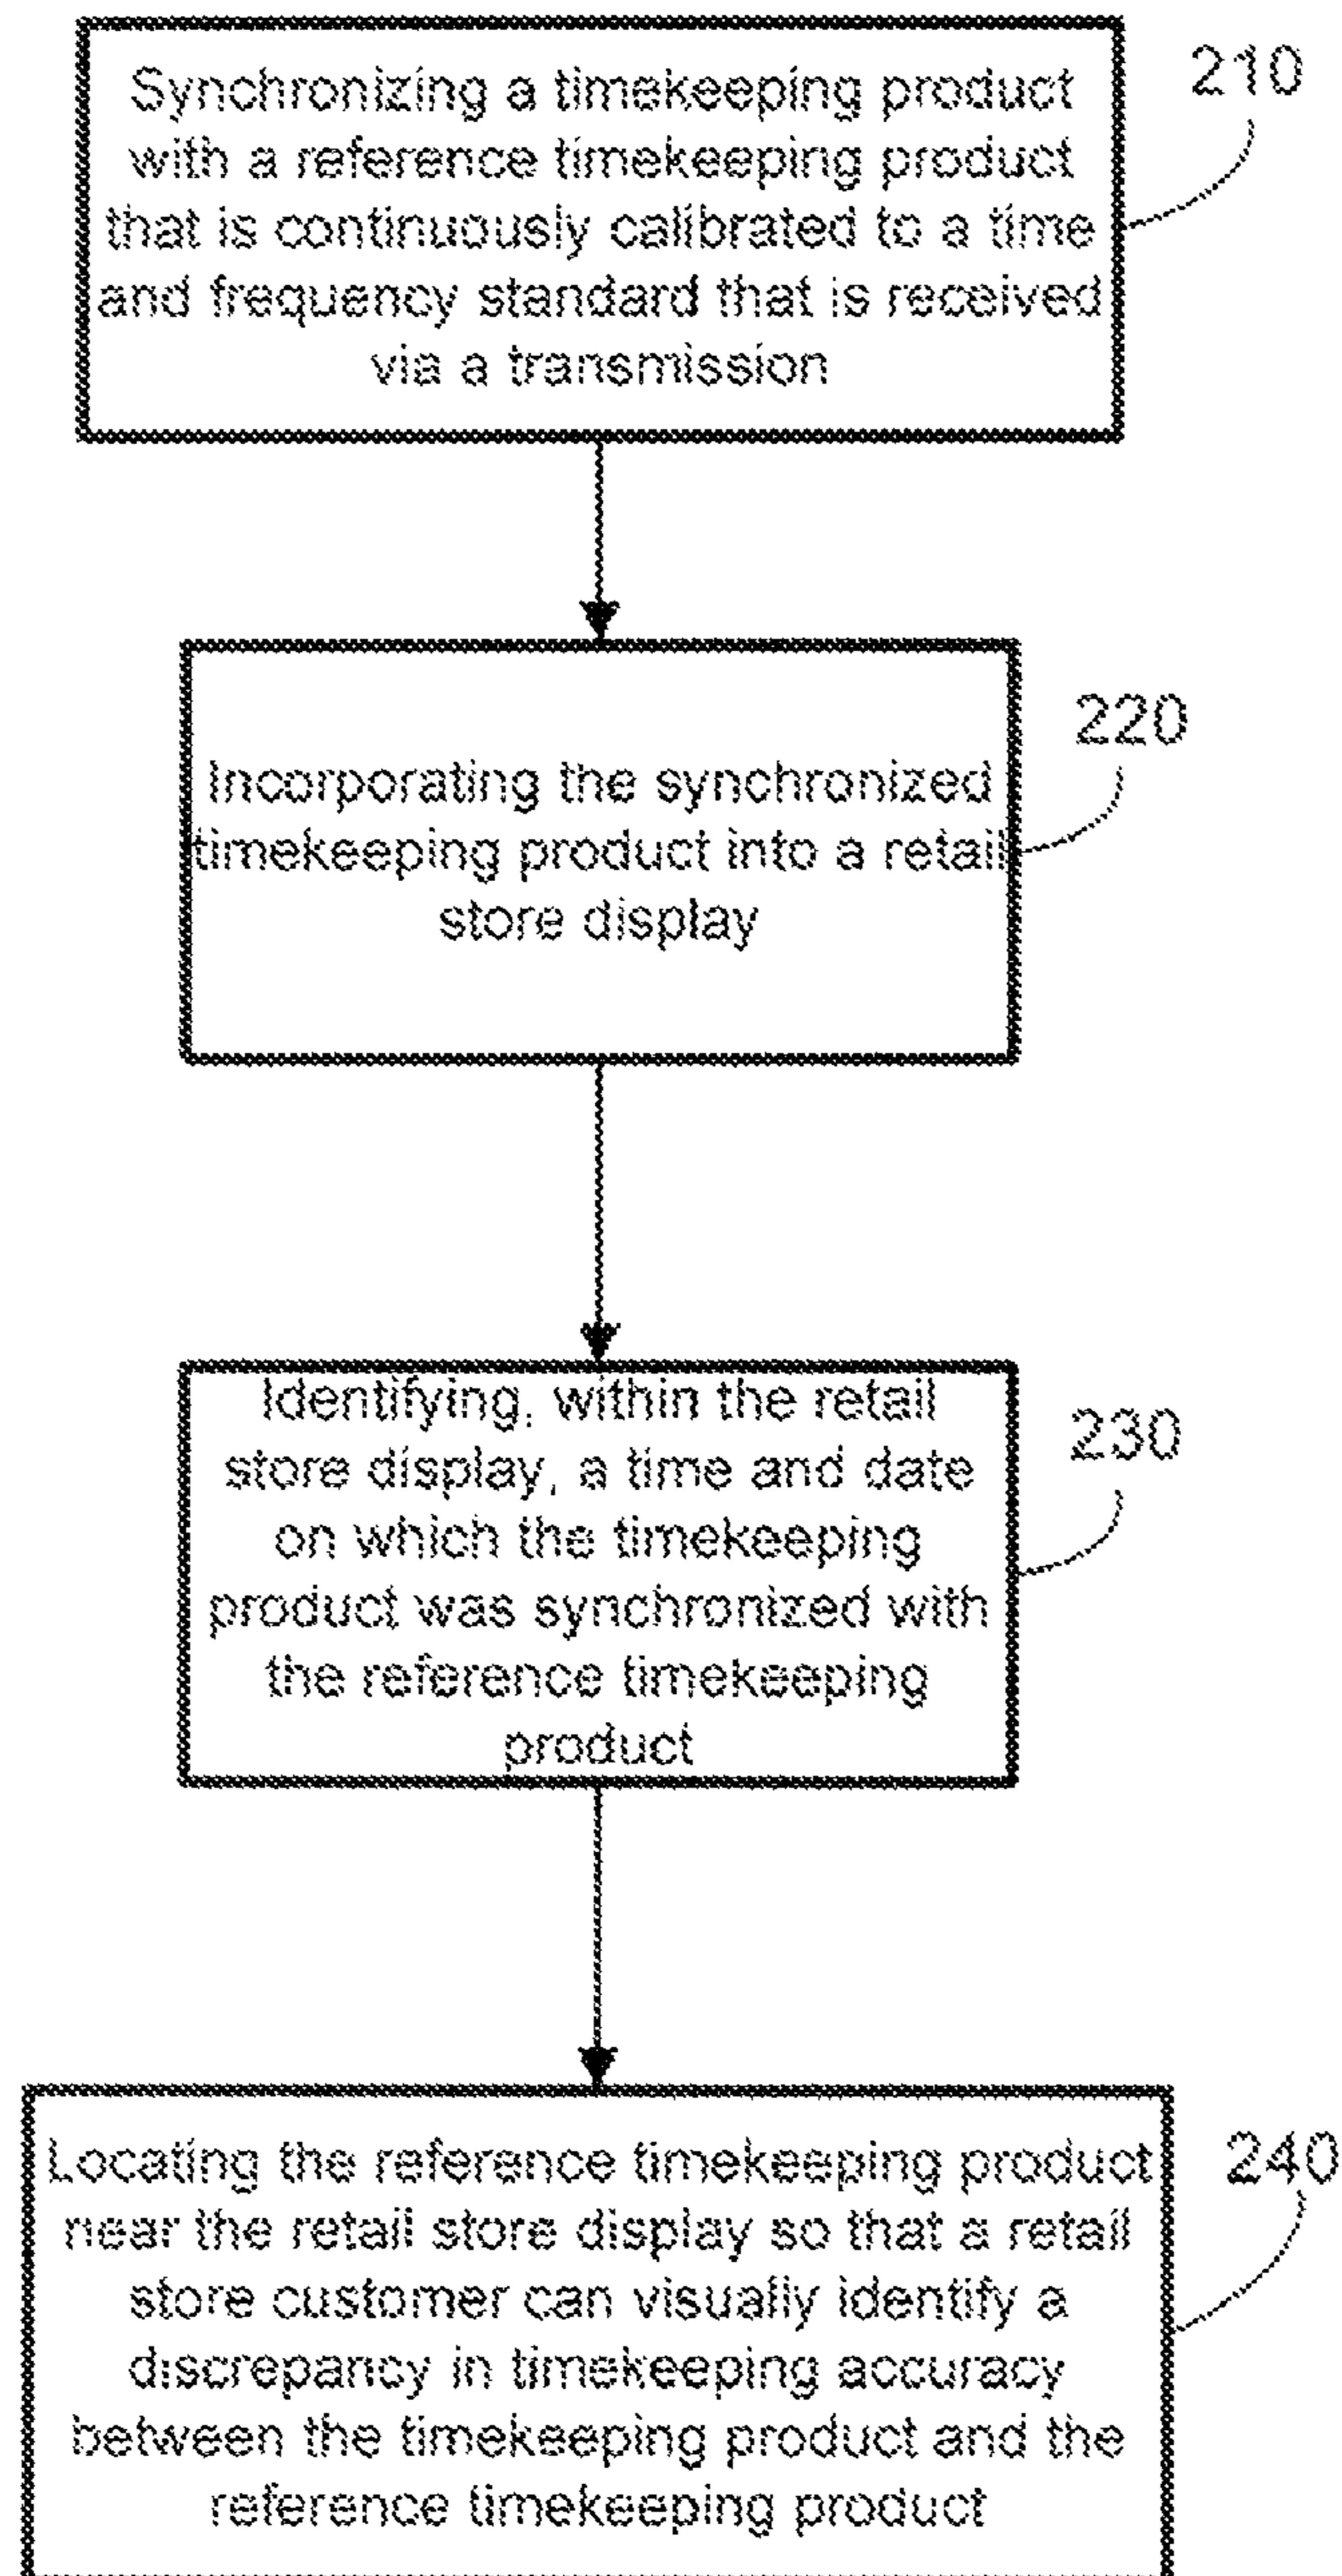 Synchronizing a timekeeping product
with a reference timekeeping product
that is continuously calibrated to a time
and frequency standard that is received
via a transmission
210
Incorporating the synchronized
timekeeping product into a retail
store display
220
Identifying, within the retail
store display, a time and date
on which the timekeeping
product was synchronized with
the reference timekeeping
product
230
Locating the reference timekeeping product
near the retail store display so that a retail
store customer can visually identify a
discrepancy in timekeeping accuracy
between the timekeeping product and the
reference timekeeping product
240